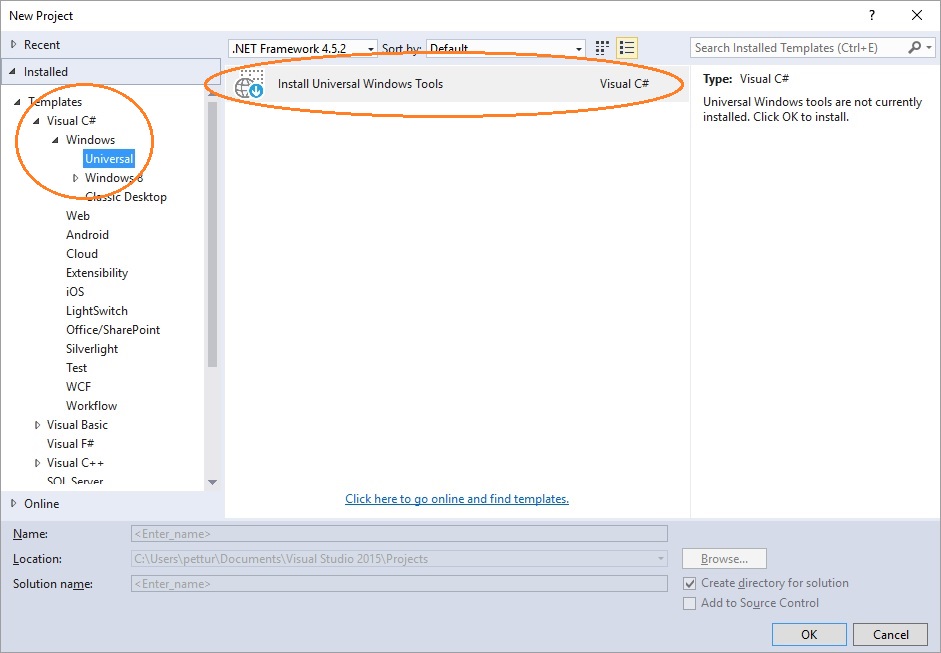 New Project
?
Recent
.NET Framework 4.5.2
Sort by:
Default
Search Installed Templates (Ctrl+E)
Installed
Templates
Visual C#
Windows
Universal
Windows 8
Classic Desktop
Web
Android
Cloud
Extensibility
iOS
LightSwitch
Office/SharePoint
Silverlight
Test
WCF
Workflow
Visual Basic
Visual F#
Visual C++
SQL Server
Online
Install Universal Windows Tools
Visual C#
Click here to go online and find templates.
Type: Visual C#
Universal Windows tools are not currently
installed. Click OK to install.
Name:
<Enter_name>
Location:
C:\Users\pettur\Documents\Visual Studio 2015\Projects
Browse...
Solution name:
<Enter_name>
Create directory for solution
Add to Source Control
OK
Cancel